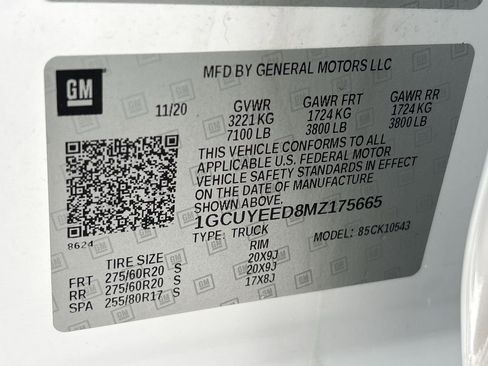 GM
MFD BY GENERAL MOTORS LLC
11/20 GVWR GAWR FRT GAWR RR
3221 KG 1724 KG 1724 KG
7100 LB 3800 LB 3800 LB
THIS VEHICLE CONFORMS TO ALL
APPLICABLE U.S. FEDERAL MOTOR
VEHICLE SAFETY STANDARDS IN EFFECT
ON THE DATE OF MANUFACTURE
SHOWN ABOVE.
1GCUYEED8MZ175665
8624
TYPE: TRUCK MODEL: 85CK10543
TIRE SIZE RIM
FRT 275/60R20 S 20X9J
RR 275/60R20 S 20X9J
SPA 255/80R17 S 17X8J